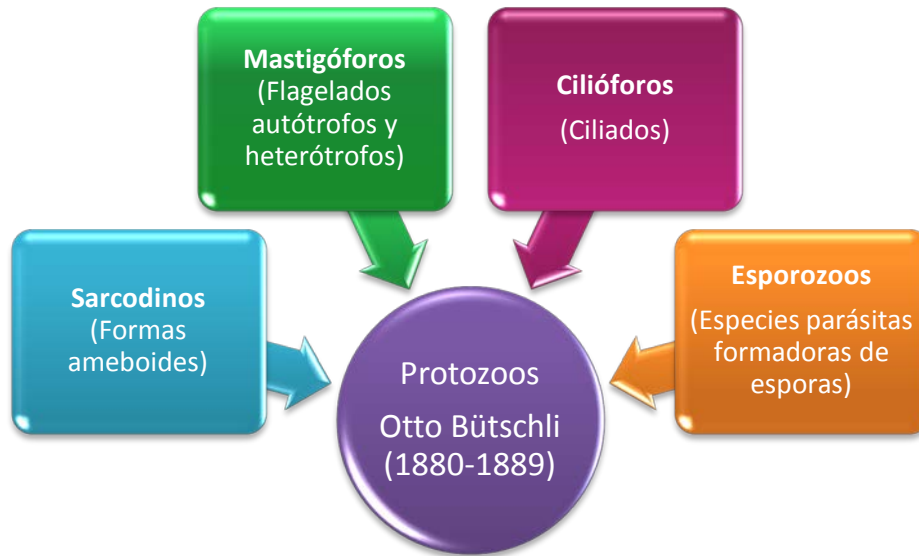 Mastigóforos
(Flagelados
autótrofos y
heterótrofos)
Cilióforos
(Ciliados)
Sarcodinos
(Formas
ameboides)
Esporozoos
(Especies parásitas
formadoras de
esporas)
Protozoos
Otto Bütschli
(1880-1889)